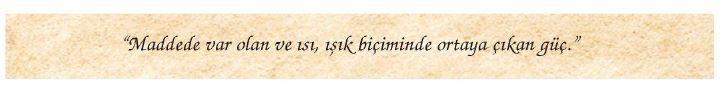 “Maddede var olan ve ısı, ışık biçiminde ortaya çıkan güç.”